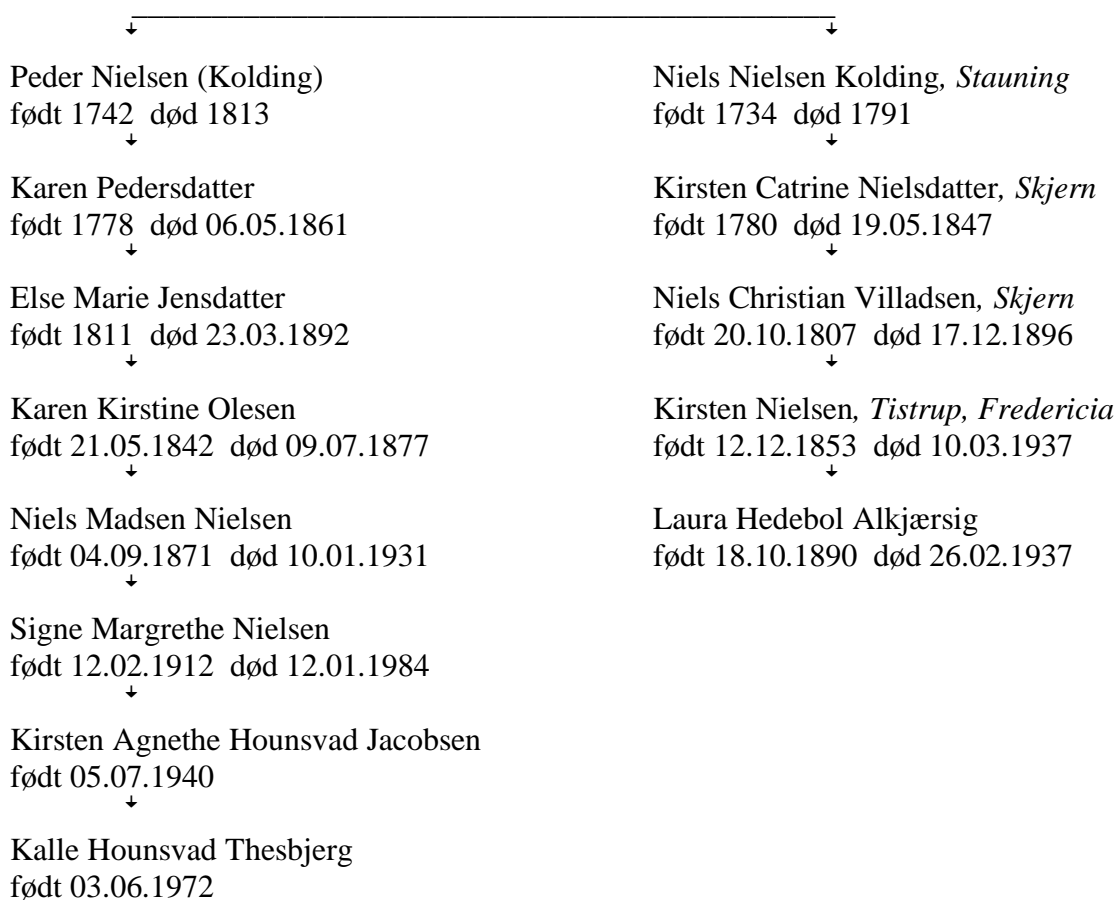 Peder Nielsen (Kolding)
født 1742  død 1813
Karen Pedersdatter
født 1778  død 06.05.1861
Else Marie Jensdatter
født 1811  død 23.03.1892
Karen Kirstine Olesen
født 21.05.1842  død 09.07.1877
Niels Madsen Nielsen
født 04.09.1871  død 10.01.1931
Signe Margrethe Nielsen
født 12.02.1912  død 12.01.1984
Kirsten Agnethe Hounsvad Jacobsen
født 05.07.1940
Kalle Hounsvad Thesbjerg
født 03.06.1972
Niels Nielsen Kolding, Stauning
født 1734  død 1791
Kirsten Catrine Nielsdatter, Skjern
født 1780  død 19.05.1847
Niels Christian Villadsen, Skjern
født 20.10.1807  død 17.12.1896
Kirsten Nielsen, Tistrup, Fredericia
født 12.12.1853  død 10.03.1937
Laura Hedebol Alkjærsig
født 18.10.1890  død 26.02.1937